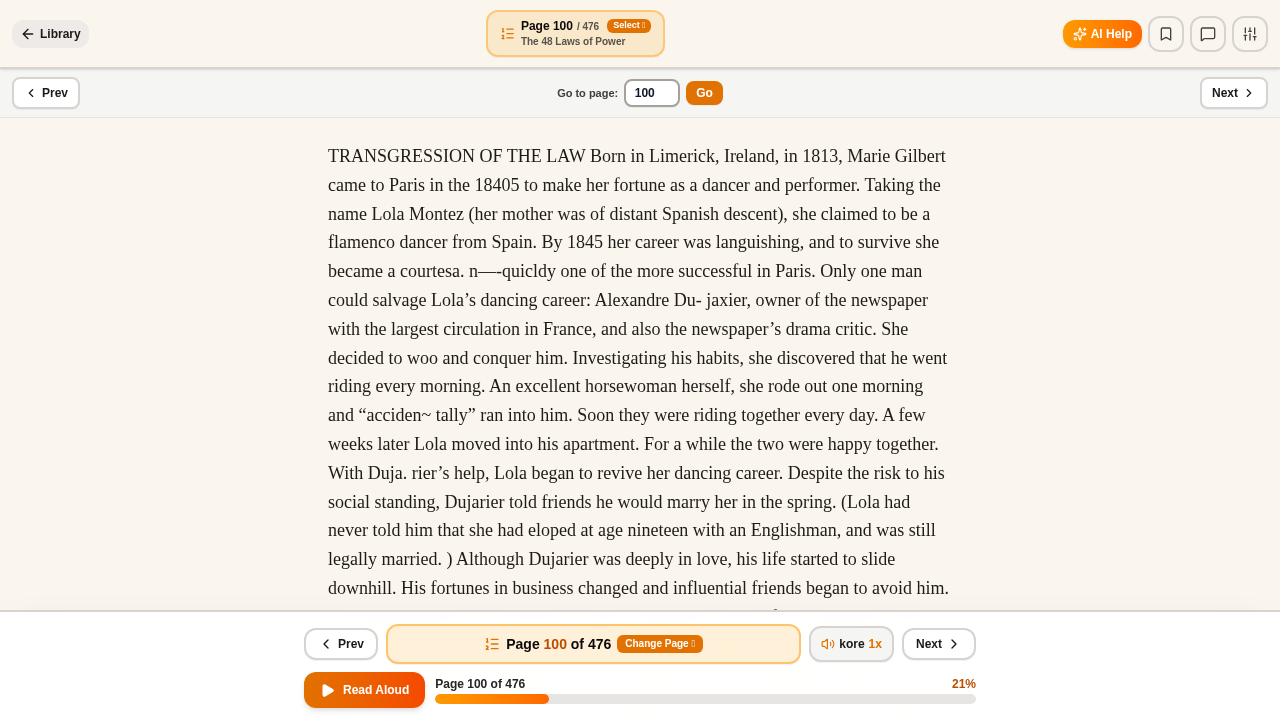 Library
Page 100 / 476 Select
The 48 Laws of Power
AI Help
Prev
Go to page: 100 Go
Next
TRANSGRESSION OF THE LAW Born in Limerick, Ireland, in 1813, Marie Gilbert
came to Paris in the 18405 to make her fortune as a dancer and performer. Taking the
name Lola Montez (her mother was of distant Spanish descent), she claimed to be a
flamenco dancer from Spain. By 1845 her career was languishing, and to survive she
became a courtesa. n—-quicldy one of the more successful in Paris. Only one man
could salvage Lola’s dancing career: Alexandre Du- jaxier, owner of the newspaper
with the largest circulation in France, and also the newspaper’s drama critic. She
decided to woo and conquer him. Investigating his habits, she discovered that he went
riding every morning. An excellent horsewoman herself, she rode out one morning
and “acciden~ tally” ran into him. Soon they were riding together every day. A few
weeks later Lola moved into his apartment. For a while the two were happy together.
With Duja. rier’s help, Lola began to revive her dancing career. Despite the risk to his
social standing, Dujarier told friends he would marry her in the spring. (Lola had
never told him that she had eloped at age nineteen with an Englishman, and was still
legally married. ) Although Dujarier was deeply in love, his life started to slide
downhill. His fortunes in business changed and influential friends began to avoid him.
Prev
Page 100 of 476 Change Page
kore 1x
Next
Read Aloud
Page 100 of 476
21%